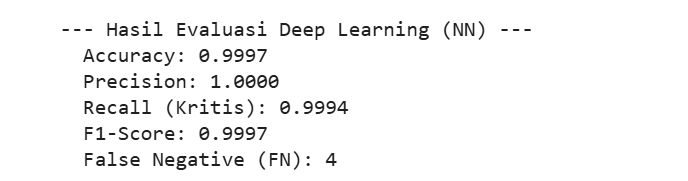 --- Hasil Evaluasi Deep Learning (NN) ---
Accuracy: 0.9997
Precision: 1.0000
Recall (Kritis): 0.9994
F1-Score: 0.9997
False Negative (FN): 4